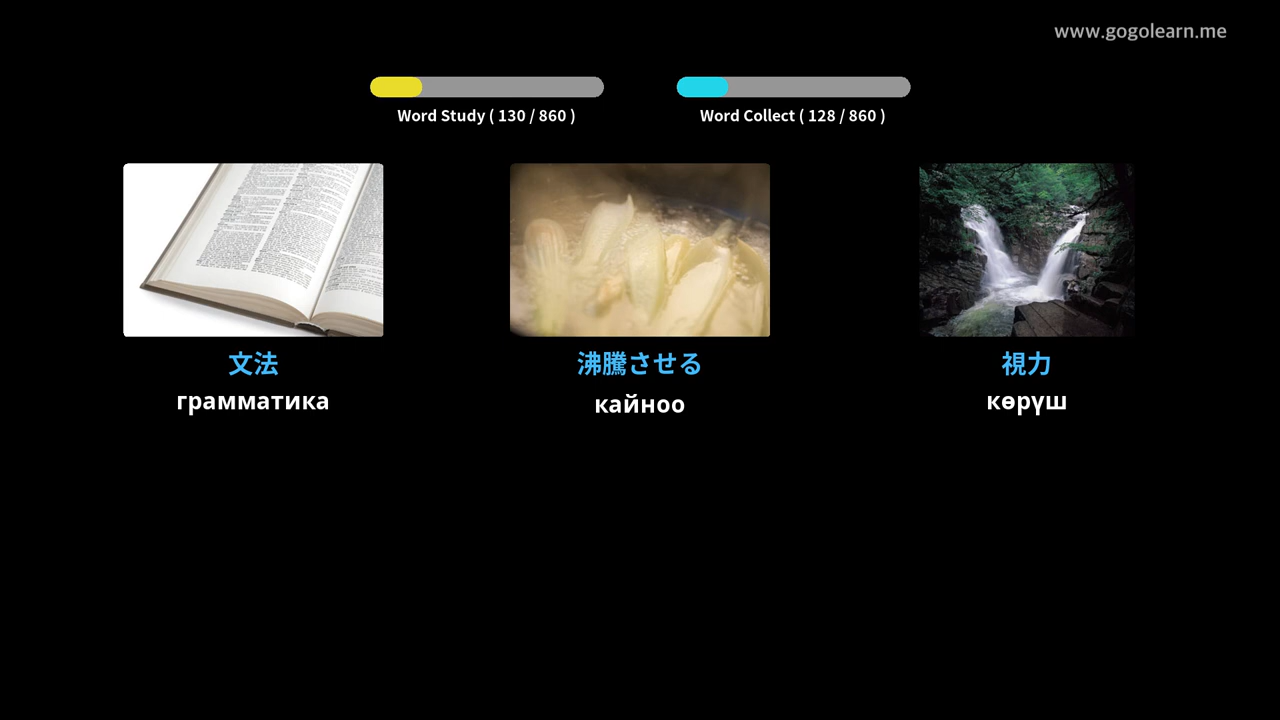 www.gogolearn.me
Word Study ( 130 / 860 )
Word Collect ( 128 / 860 )
文法
沸騰させる
視力
грамматика
кайноо
көрүш